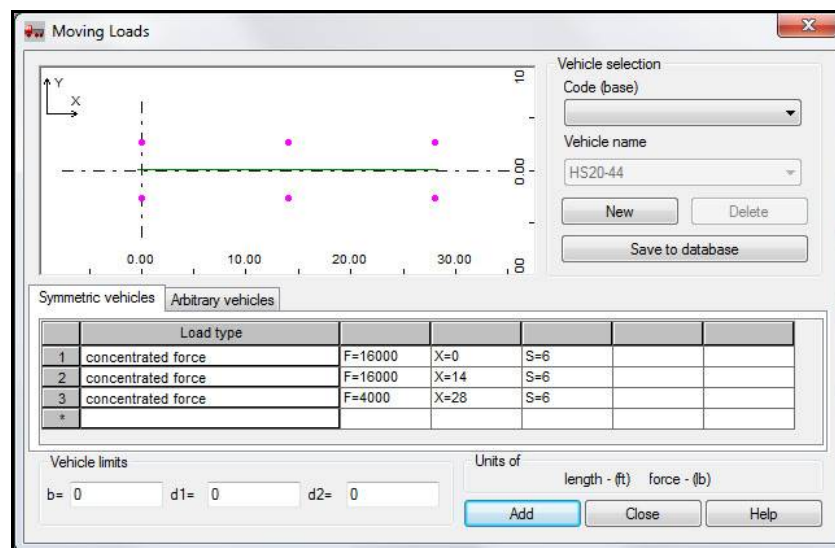 Moving Loads
Y
X
10
0.00
00
0.00 10.00 20.00 30.00
Vehicle selection
Code (base)
Vehicle name
HS20-44
New Delete
Save to database
Symmetric vehicles Arbitrary vehicles
Load type
1 concentrated force F=16000 X=0 S=6
2 concentrated force F=16000 X=14 S=6
3 concentrated force F=4000 X=28 S=6
*
Vehicle limits
b= 0 d1= 0 d2= 0
Units of
length - (ft) force - (lb)
Add Close Help